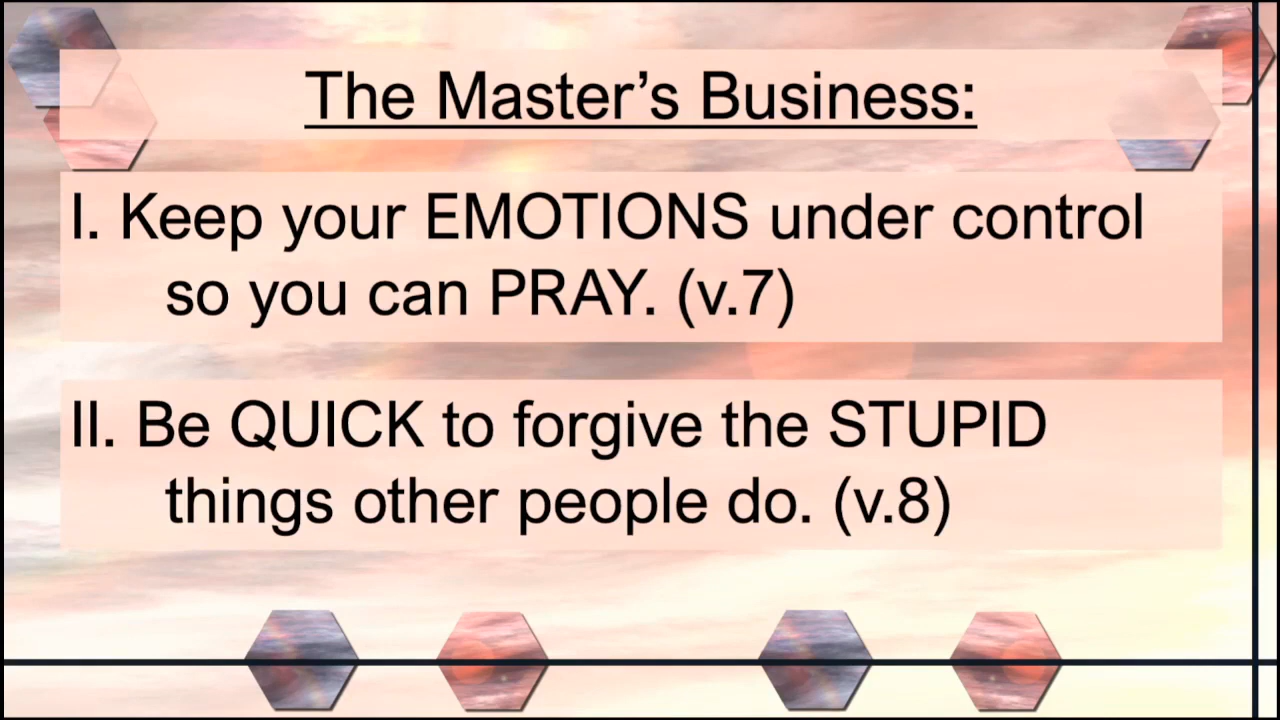 The Master’s Business:
I. Keep your EMOTIONS under control
so you can PRAY. (v.7)
II. Be QUICK to forgive the STUPID
things other people do. (v.8)